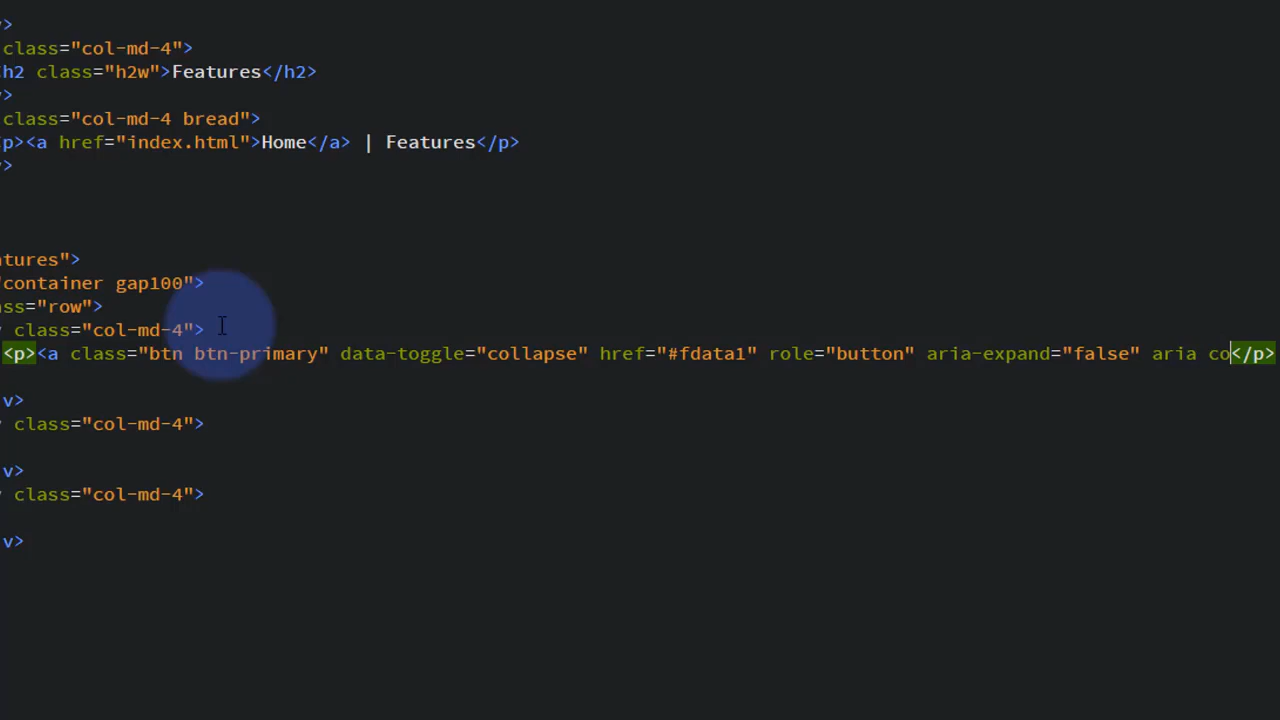 v>
class="col-md-4">
h2 class="h2w">Features</h2>
v>
class="col-md-4 bread">
p><a href="index.html">Home</a> | Features</p>
v>
atures">
"container gap100">
ass="row">
class="col-md-4">
<p><a class="btn btn-primary" data-toggle="collapse" href="#fdata1" role="button" aria-expand="false" aria co</p>
v>
class="col-md-4">
v>
class="col-md-4">
v>